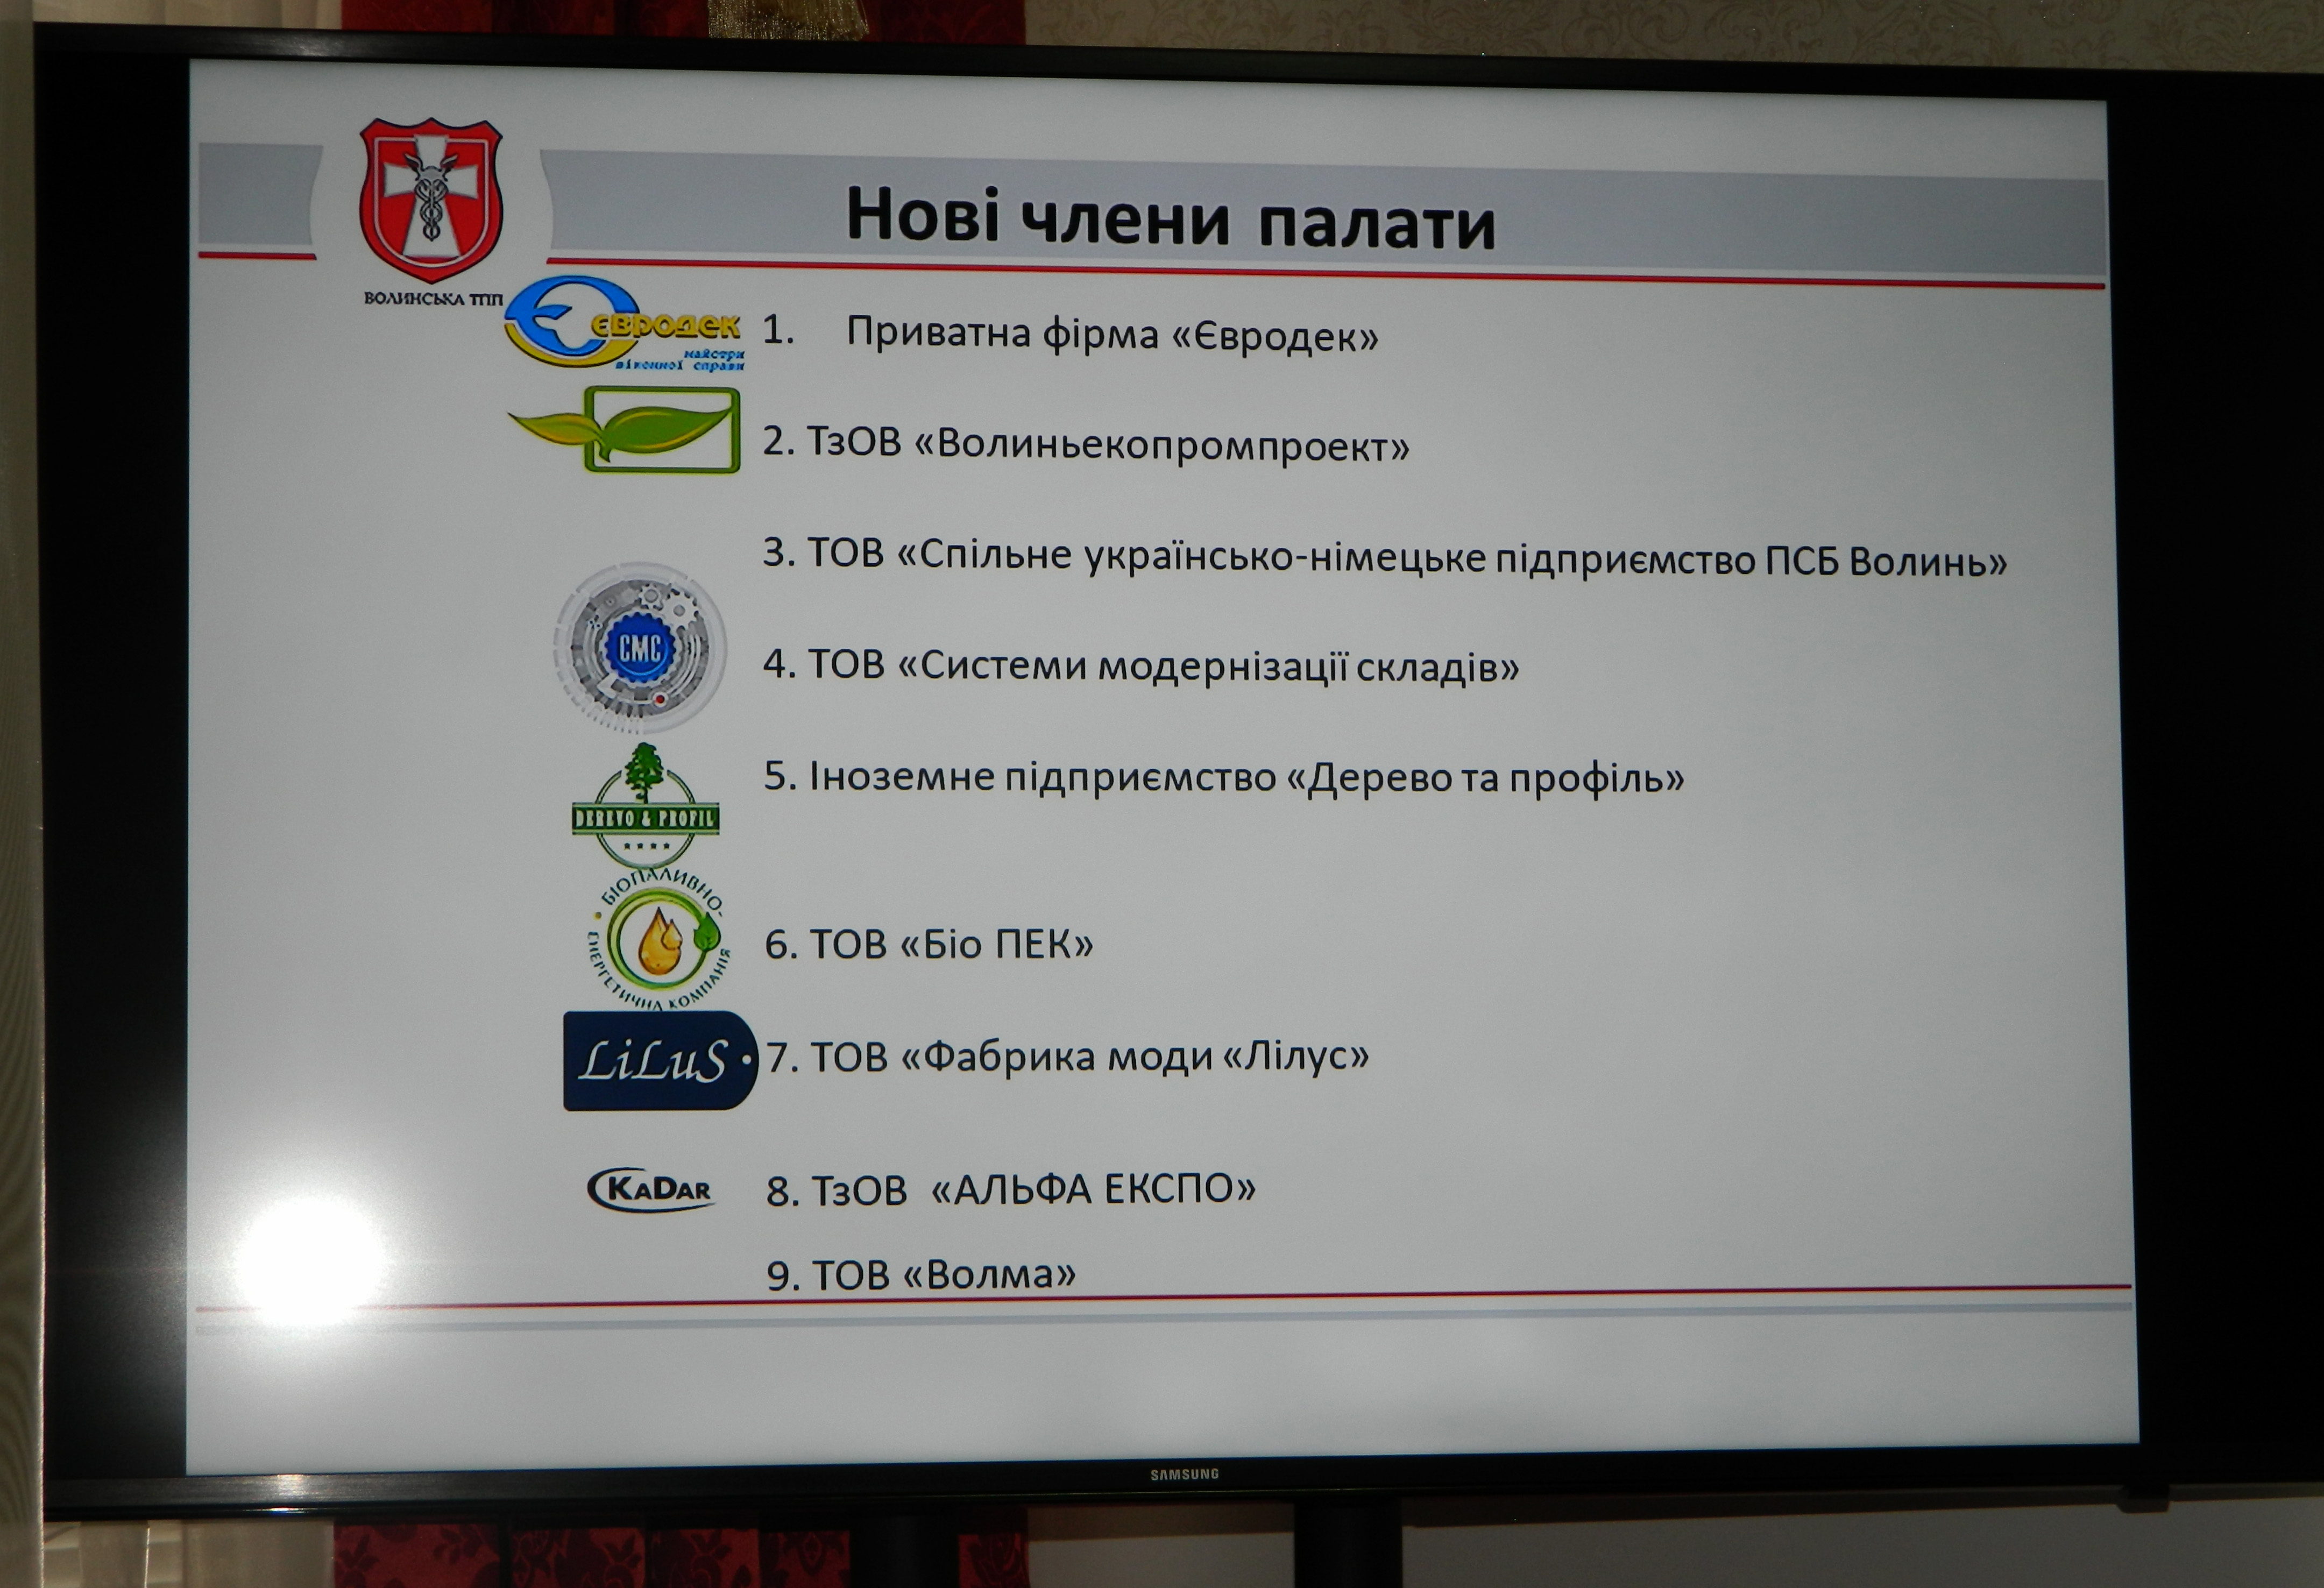 Нові члени палати
ВОЛИНСЬКА ТПП
ЄВРОДЕК
майстри
віконної справи
1. Приватна фірма «Євродек»
2. ТзОВ «Волиньекопромпроект»
3. ТОВ «Спільне українсько-німецьке підприємство ПСБ Волинь»
СМС
4. ТОВ «Системи модернізації складів»
5. Іноземне підприємство «Дерево та профіль»
DEREVO & PROFIL
БІОПАЛИВНО-
ЕНЕРГЕТИЧНА КОМПАНІЯ
6. ТОВ «Біо ПЕК»
LiLuS
7. ТОВ «Фабрика моди «Лілус»
KADAR
8. ТзОВ «АЛЬФА ЕКСПО»
9. ТОВ «Волма»
SAMSUNG